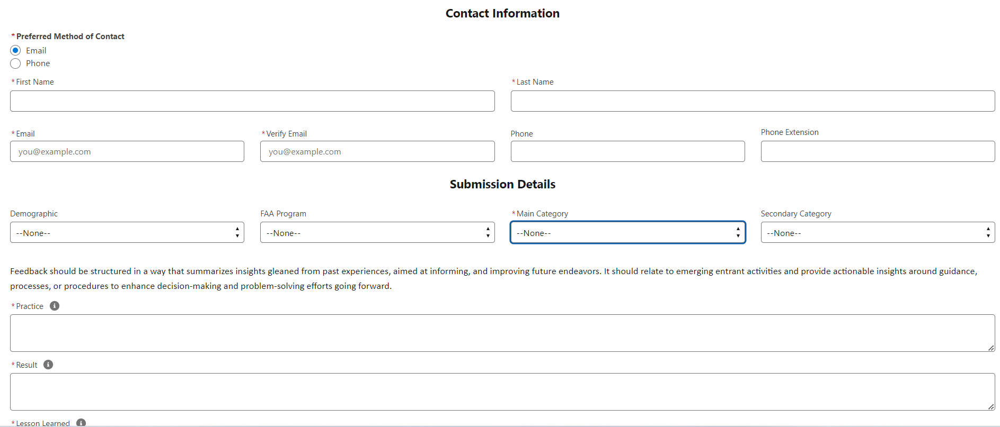 Contact Information
*Preferred Method of Contact
Email
Phone
*First Name
*Last Name
*Email
*Verify Email
Phone
Phone Extension
you@example.com
you@example.com
Submission Details
Demographic
FAA Program
*Main Category
Secondary Category
--None--
--None--
--None--
--None--
Feedback should be structured in a way that summarizes insights gleaned from past experiences, aimed at informing, and improving future endeavors. It should relate to emerging entrant activities and provide actionable insights around guidance,
processes, or procedures to enhance decision-making and problem-solving efforts going forward.
*Practice
*Result
*Lesson Learned